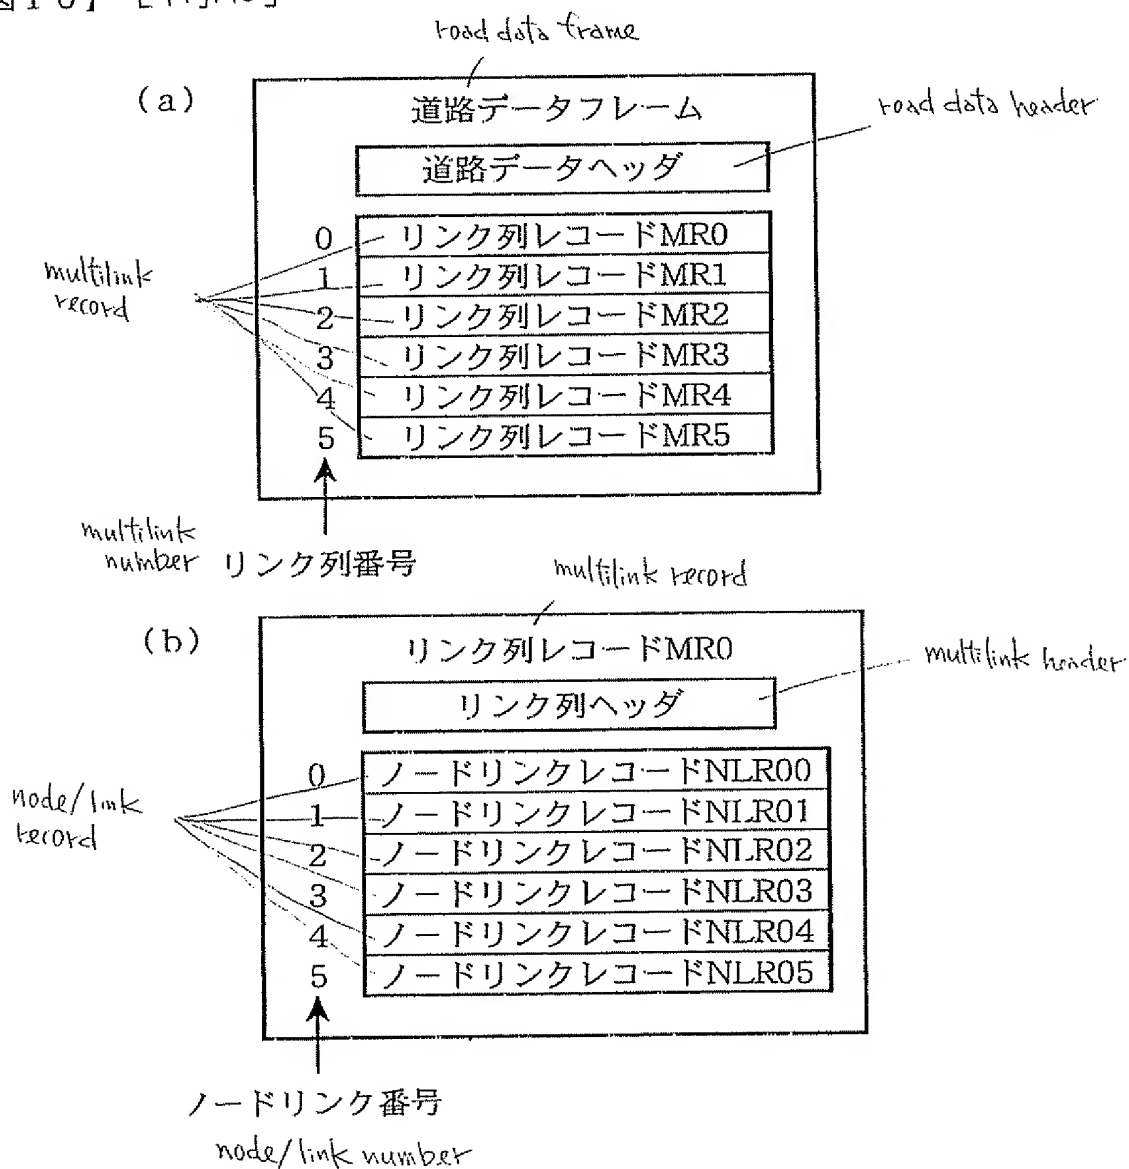 図10】 [Fig. 10]
road data frame
(a)
道路データフレーム
road data header
道路データヘッダ
0 リンク列レコードMR0
multilink
record
1 リンク列レコードMR1
2 リンク列レコードMR2
3 リンク列レコードMR3
4 リンク列レコードMR4
5 リンク列レコードMR5
multilink
number リンク列番号
multilink record
(b)
リンク列レコードMR0
multilink header
リンク列ヘッダ
0 ノードリンクレコードNLR00
node/link
record
1 ノードリンクレコードNLR01
2 ノードリンクレコードNLR02
3 ノードリンクレコードNLR03
4 ノードリンクレコードNLR04
5 ノードリンクレコードNLR05
ノードリンク番号
node/link number